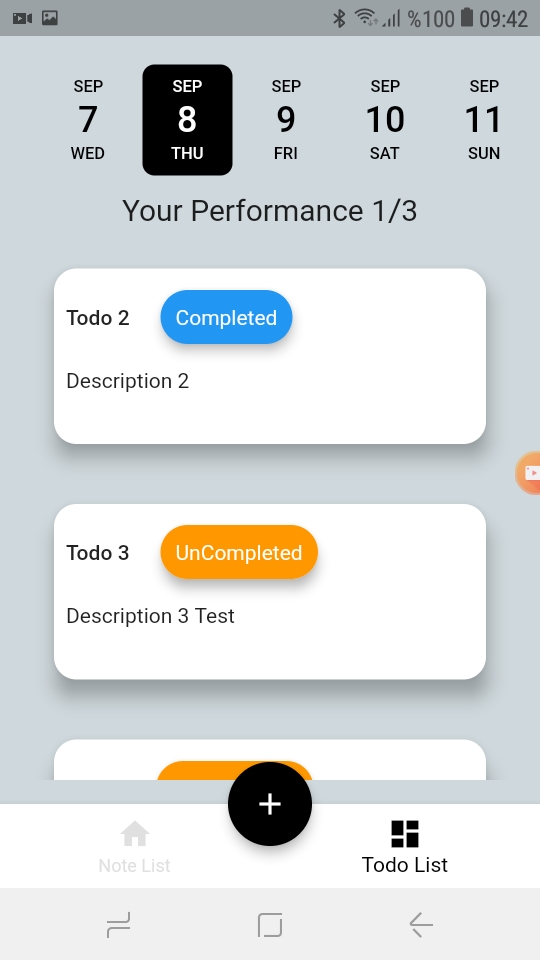 %100 09:42
SEP SEP SEP SEP SEP
7 8 9 10 11
WED THU FRI SAT SUN
Your Performance 1/3
Todo 2 Completed
Description 2
Todo 3 UnCompleted
Description 3 Test
+
Note List Todo List